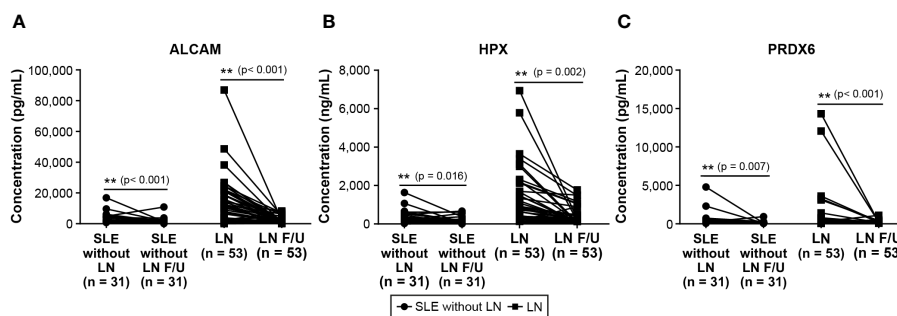 A
B
C
ALCAM
Concentration (pg/mL)
100,000
80,000
60,000
40,000
20,000
0
** (p<0.001)
** (p< 0.001)
SLE without LN (n = 31)
SLE without LN F/U (n = 31)
LN (n = 53)
LN F/U (n = 53)
HPX
Concentration (ng/mL)
8,000
6,000
4,000
2,000
0
** (p = 0.016)
** (p = 0.002)
SLE without LN (n = 31)
SLE without LN F/U (n = 31)
LN (n = 53)
LN F/U (n = 53)
PRDX6
Concentration (pg/mL)
20,000
15,000
10,000
5,000
0
** (p = 0.007)
** (p< 0.001)
SLE without LN (n = 31)
SLE without LN F/U (n = 31)
LN (n = 53)
LN F/U (n = 53)
SLE without LN
LN